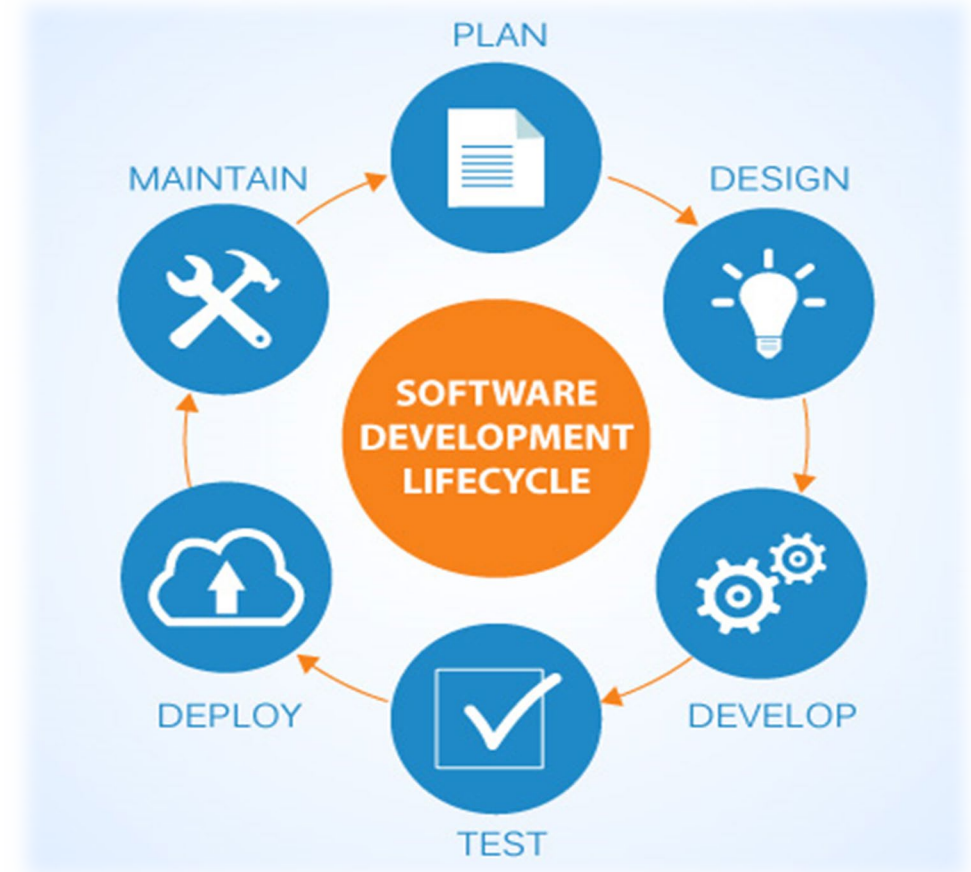 PLAN
DESIGN
DEVELOP
TEST
DEPLOY
MAINTAIN
SOFTWARE
DEVELOPMENT
LIFECYCLE